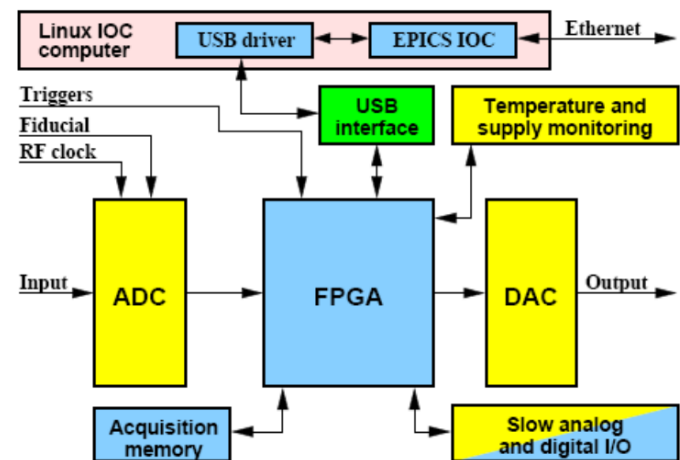 Linux IOC
computer
USB driver
EPICS IOC
Ethernet
Triggers
Fiducial
RF clock
USB
interface
Temperature and
supply monitoring
Input
ADC
FPGA
DAC
Output
Acquisition
memory
Slow analog
and digital I/O